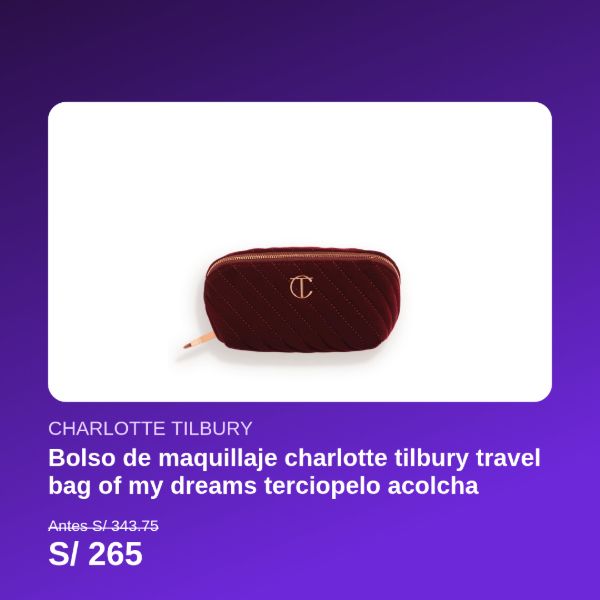 CT
CHARLOTTE TILBURY
Bolso de maquillaje charlotte tilbury travel
bag of my dreams terciopelo acolcha
Antes S/ 343.75
S/ 265